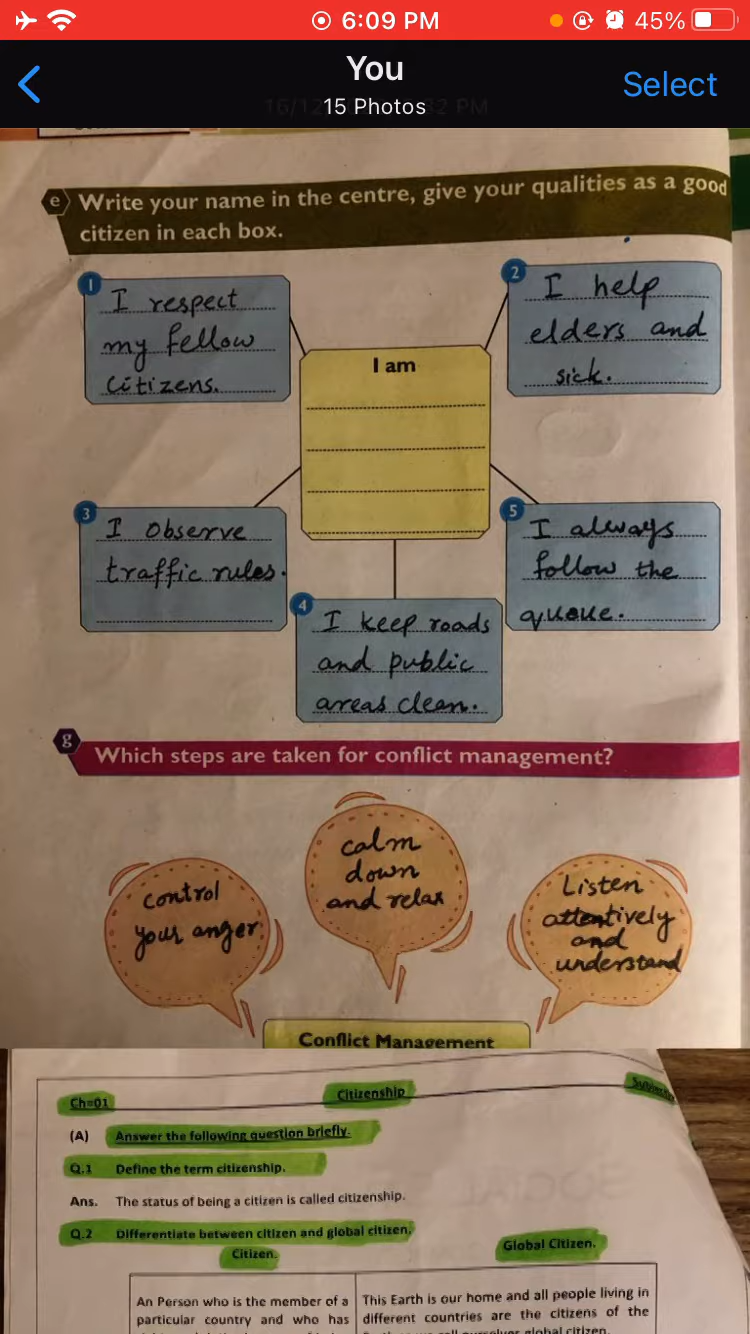 6:09 PM
45%
You
Select
15 Photos
e Write your name in the centre, give your qualities as a good
citizen in each box.
1
I respect
my fellow
citizens.
2
I help
elders and
sick.
I am
3
I observe
traffic rules.
5
I always
follow the
queue.
4
I keep roads
and public
areas clean.
g
Which steps are taken for conflict management?
calm
down
and relax
control
your anger
Listen
attentively
and
understand
Conflict Management
Ch=01
Citizenship
(A) Answer the following question briefly.
Q.1 Define the term citizenship.
Ans. The status of being a citizen is called citizenship.
Q.2 Differentiate between citizen and global citizen.
Citizen.
Global Citizen.
An Person who is the member of a
particular country and who has
This Earth is our home and all people living in
different countries are the citizens of the